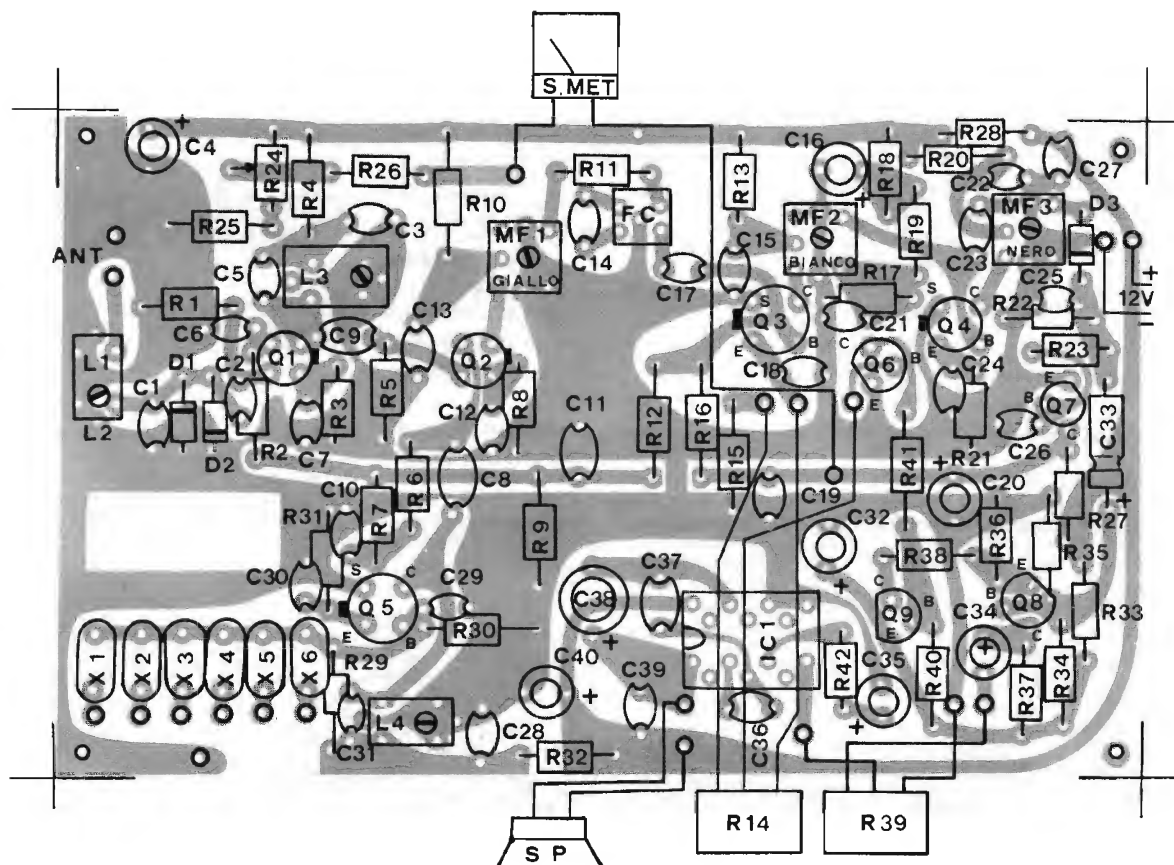 S.MET
C4
R24
R4
R26
R10
R11
FC
R13
C16
R18
R28
R20
C22
C27
R25
C3
MF1
GIALLO
C14
C15
MF2
BIANCO
R19
C23
MF3
NERO
D3
ANT
C5
L3
C17
R17
C25
+
12V
−
R1
C6
C9
C13
S
C
Q3
E
B
C21
S
C
Q4
E
B
R22
R23
L1
L2
D1
C2
Q1
Q2
R5
R3
R8
C12
C18
C
Q6
B
E
C24
E
B
Q7
C
C33
C1
D2
R2
C7
C11
R12
R16
R15
R41
R21
C26
C10
R6
C8
C19
C20
R27
R31
R7
R9
C32
R36
R35
C30
S
C
Q5
E
B
C29
R30
C38
C37
IC1
R38
C
Q9
B
E
C34
E
B
Q8
C
R33
X1
X2
X3
X4
X5
X6
R29
C40
C39
R42
C35
R40
R37
R34
C31
L4
C28
R32
C36
SP
R14
R39